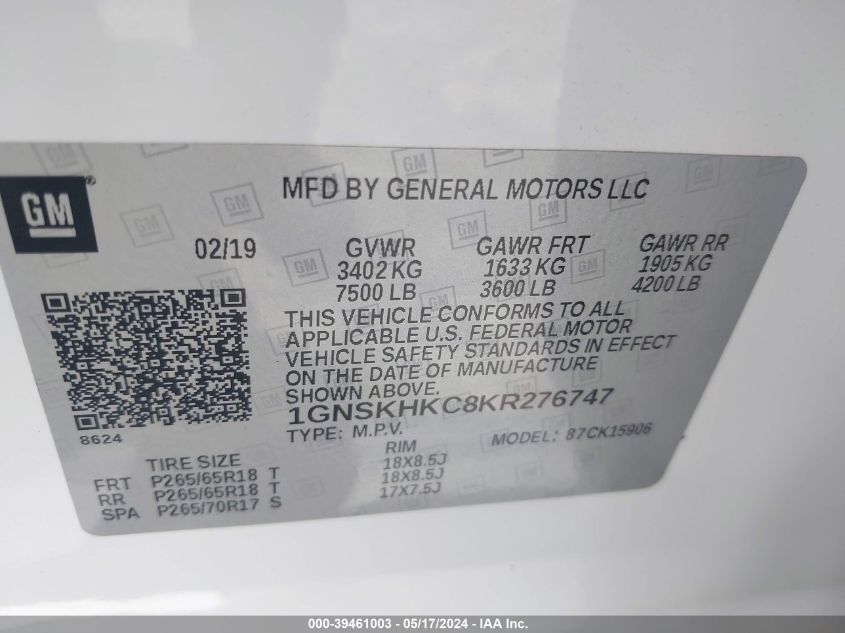 MFD BY GENERAL MOTORS LLC
GM®
02/19 GVWR GAWR FRT GAWR RR
3402 KG 1633 KG 1905 KG
7500 LB 3600 LB 4200 LB
THIS VEHICLE CONFORMS TO ALL
APPLICABLE U.S. FEDERAL MOTOR
VEHICLE SAFETY STANDARDS IN EFFECT
ON THE DATE OF MANUFACTURE
SHOWN ABOVE.
1GNSKHKC8KR276747
TYPE: M.P.V. MODEL: 87CK15906
8624
TIRE SIZE RIM
FRT P265/65R18 T 18X8.5J
RR P265/65R18 T 18X8.5J
SPA P265/70R17 S 17X7.5J
000-39461003 - 05/17/2024 - IAA Inc.